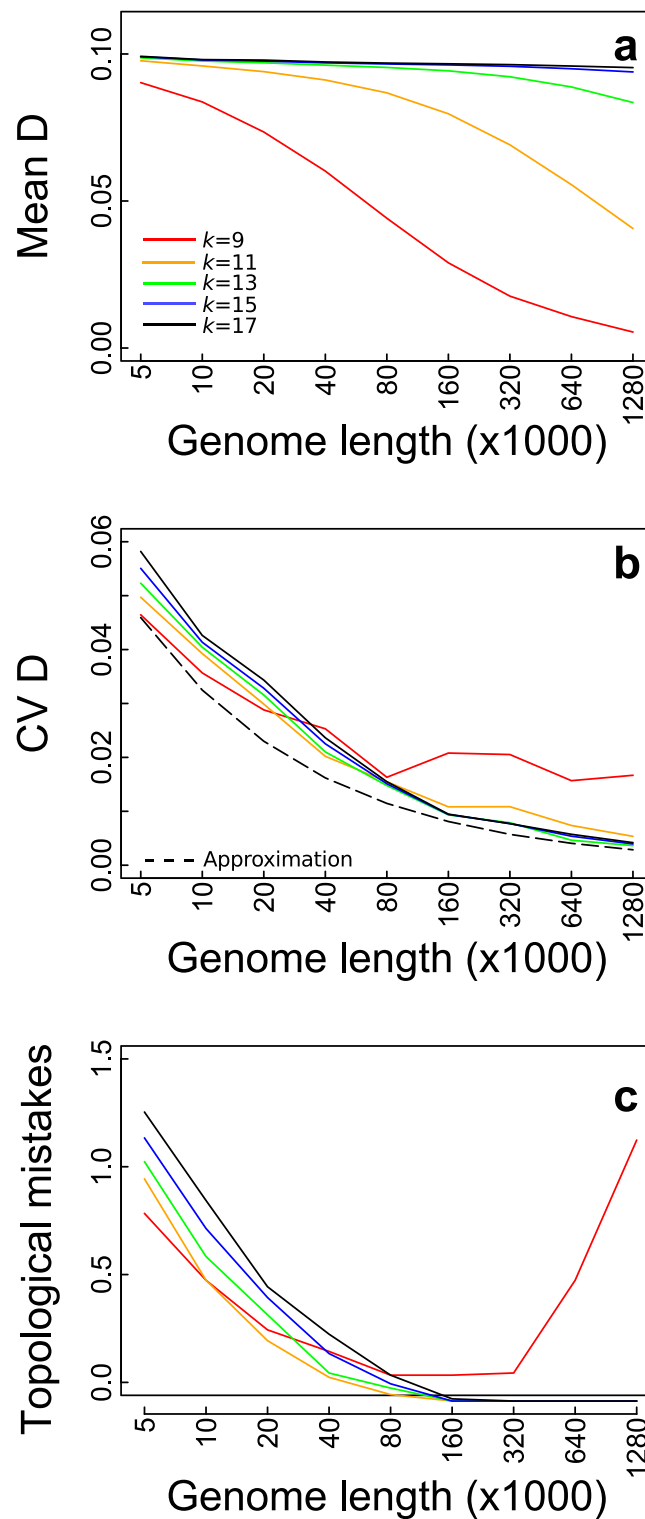 a
Mean D
0.10
0.05
0.00
k=9
k=11
k=13
k=15
k=17
5 10 20 40 80 160 320 640 1280
Genome length (x1000)
b
CV D
0.06
0.04
0.02
0.00
Approximation
5 10 20 40 80 160 320 640 1280
Genome length (x1000)
c
Topological mistakes
1.5
1.0
0.5
0.0
5 10 20 40 80 160 320 640 1280
Genome length (x1000)